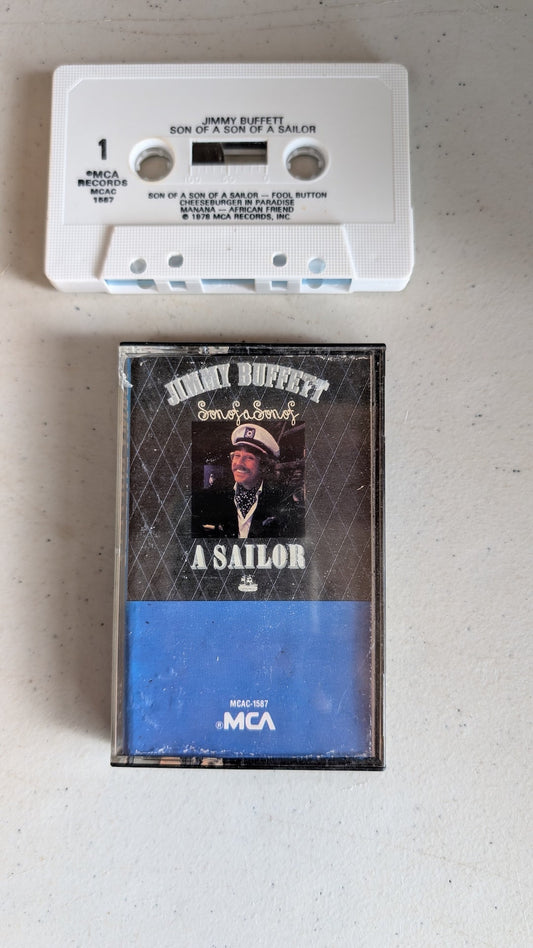 JIMMY BUFFETT
SON OF A SON OF A SAILOR
1
®MCA
RECORDS
MCAC
1587
SON OF A SON OF A SAILOR — FOOL BUTTON
CHEESEBURGER IN PARADISE
MANANA — AFRICAN FRIEND
© 1978 MCA RECORDS, INC.
JIMMY BUFFETT
Son of a Son of
A SAILOR
MCAC-1587
®MCA